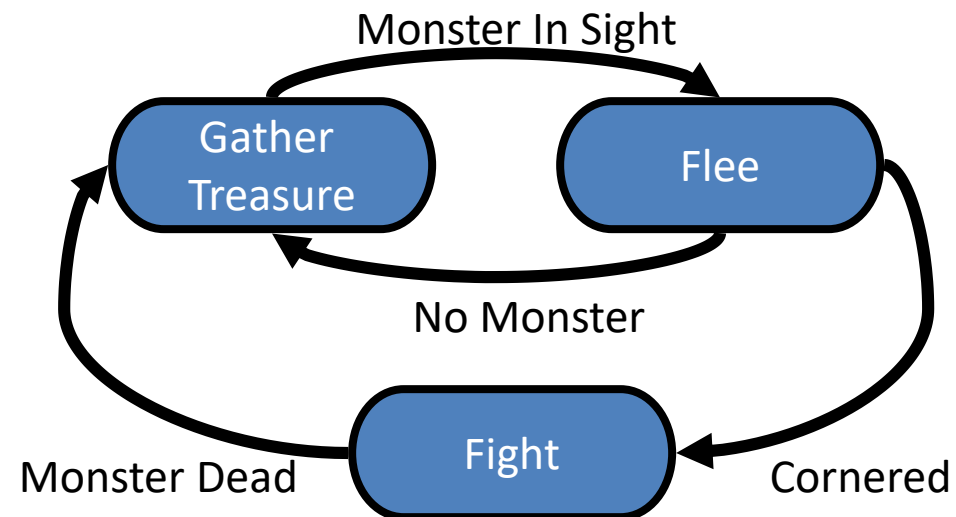 Monster In Sight
Gather
Treasure
Flee
No Monster
Fight
Monster Dead
Cornered